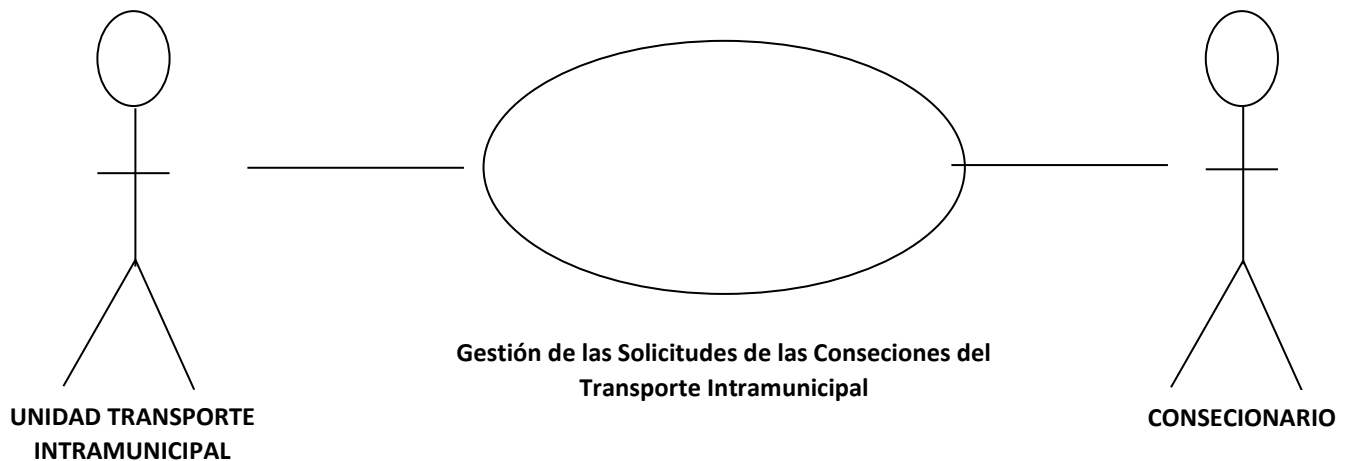 Gestión de las Solicitudes de las Conseciones del
Transporte Intramunicipal
UNIDAD TRANSPORTE
INTRAMUNICIPAL
CONSECIONARIO